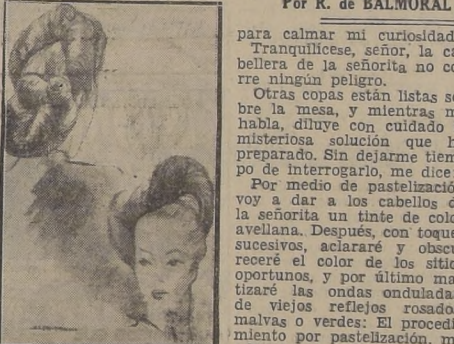 Por R. de BALMORAL
para calmar mi curiosidad
Tranquilícese, señor, la ca
bellera de la señorita no co
rre ningún peligro.
Otras copas están listas so
bre la mesa, y mientras m
habla, diluye con cuidado
misteriosa solución que h
preparado. Sin dejarme tiem
po de interrogarlo, me dice:
Por medio de pastelizació
voy a dar a los cabellos d
la señorita un tinte de colo
avellana. Después, con toque
sucesivos, aclararé y obscu
receré el color de los sitio
oportunos, y por último ma
tizaré las ondas ondulada
de viejos reflejos rosado
malvas o verdes: El procedi
miento por pastelización, m